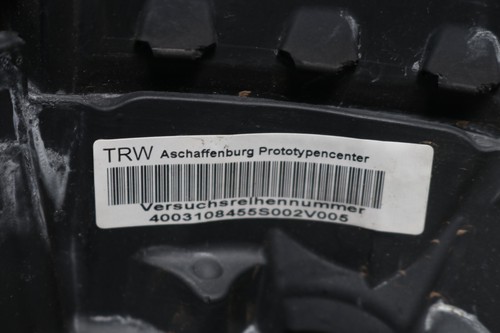 TRW Aschaffenburg Prototypencenter
Versuchsreihennummer
4003108455S002V005